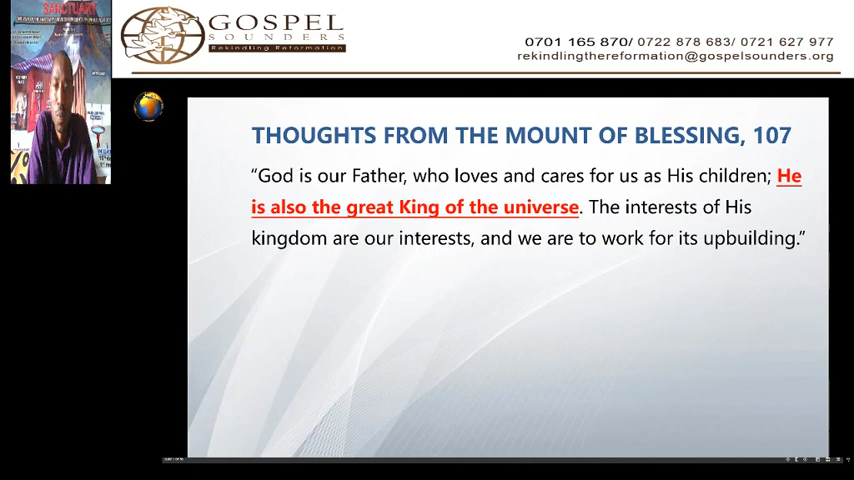 SANCTUARY
GOSPEL
SOUNDERS
Rekindling Reformation
0701 165 870/ 0722 878 683/ 0721 627 977
rekindlingthereformation@gospelsounders.org
THOUGHTS FROM THE MOUNT OF BLESSING, 107
“God is our Father, who loves and cares for us as His children; He
is also the great King of the universe. The interests of His
kingdom are our interests, and we are to work for its upbuilding.”